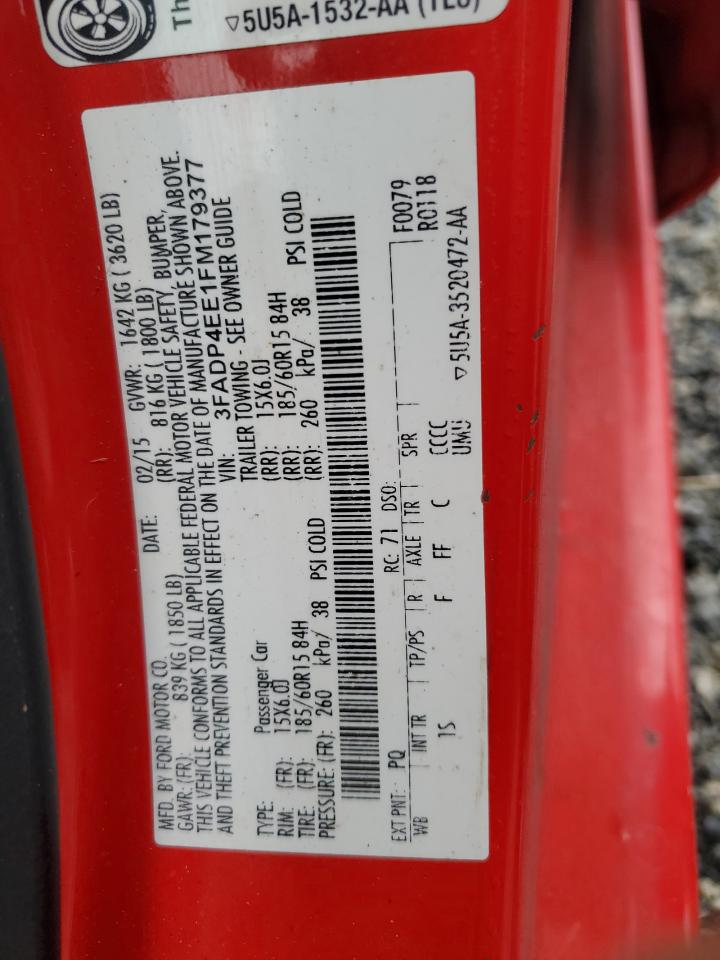 Th
▽5U5A-1532-AA (TL
MFD. BY FORD MOTOR CO. DATE: 02/15 GVWR: 1642 KG ( 3620 LB)
GAWR: (FR): 839 KG ( 1850 LB) (RR): 816 KG ( 1800 LB)
THIS VEHICLE CONFORMS TO ALL APPLICABLE FEDERAL MOTOR VEHICLE SAFETY, BUMPER,
AND THEFT PREVENTION STANDARDS IN EFFECT ON THE DATE OF MANUFACTURE SHOWN ABOVE.
VIN: 3FADP4EE1FM179377
TYPE: Passenger Car TRAILER TOWING - SEE OWNER GUIDE
RIM: (FR): 15X6.0J (RR): 15X6.0J
TIRE: (FR): 185/60R15 84H (RR): 185/60R15 84H
PRESSURE: (FR): 260 kPa/ 38 PSI COLD (RR): 260 kPa/ 38 PSI COLD
EXT PNT: PQ RC: 71 DSO: F0079
WB INT TR TP/PS R AXLE TR SPR R0118
1S F FF C CCCC
UMU
▽5U5A-3520472-AA